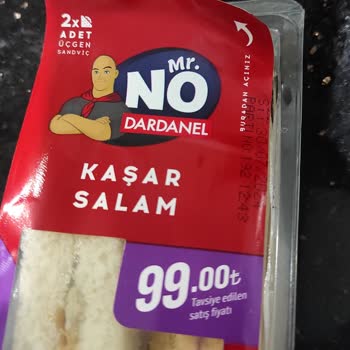 2x
ADET
ÜÇGEN
SANDVİÇ
Mr.
NO
DARDANEL
BURADAN AÇINIZ
KAŞAR
SALAM
99.00₺
Tavsiye edilen
satış fiyatı